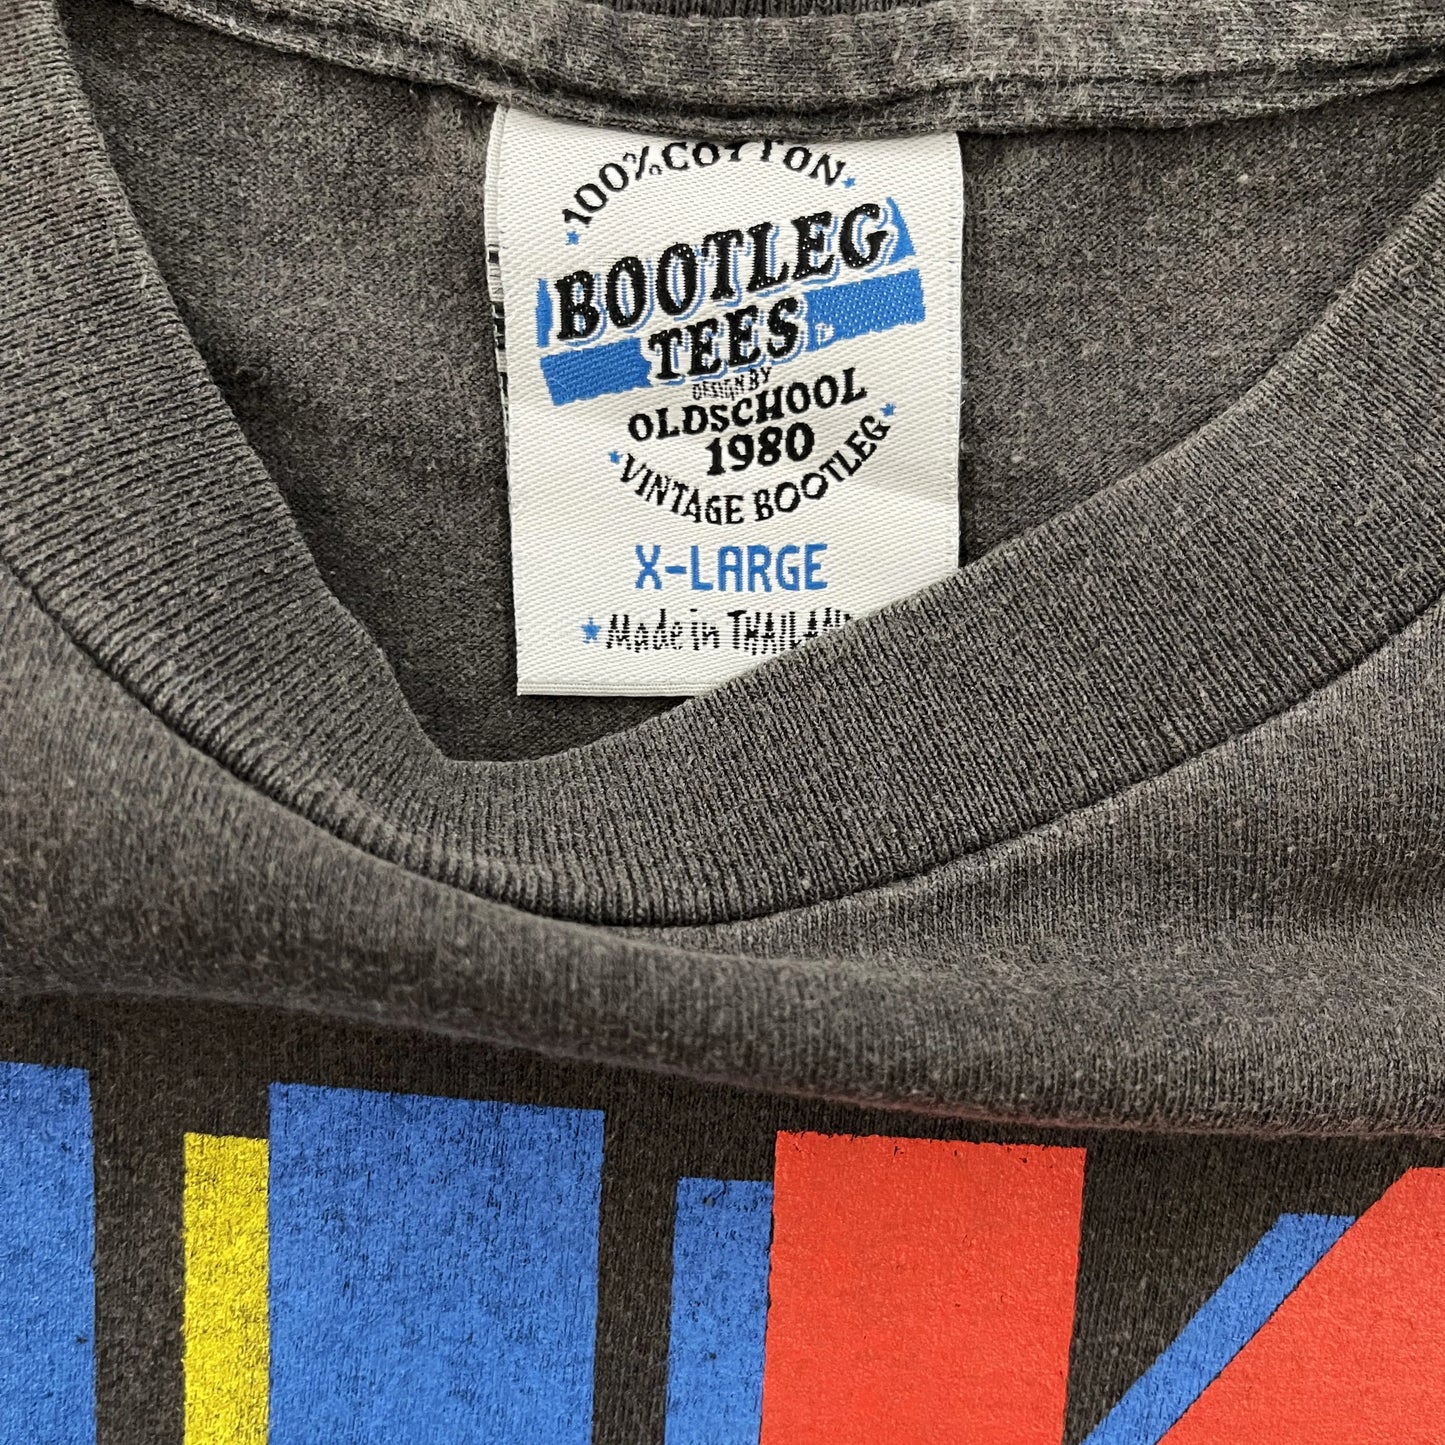 100% COTTON
BOOTLEG
TEES
DESIGN BY
OLDSCHOOL
1980
VINTAGE BOOTLEG
X-LARGE
Made in THAILAND